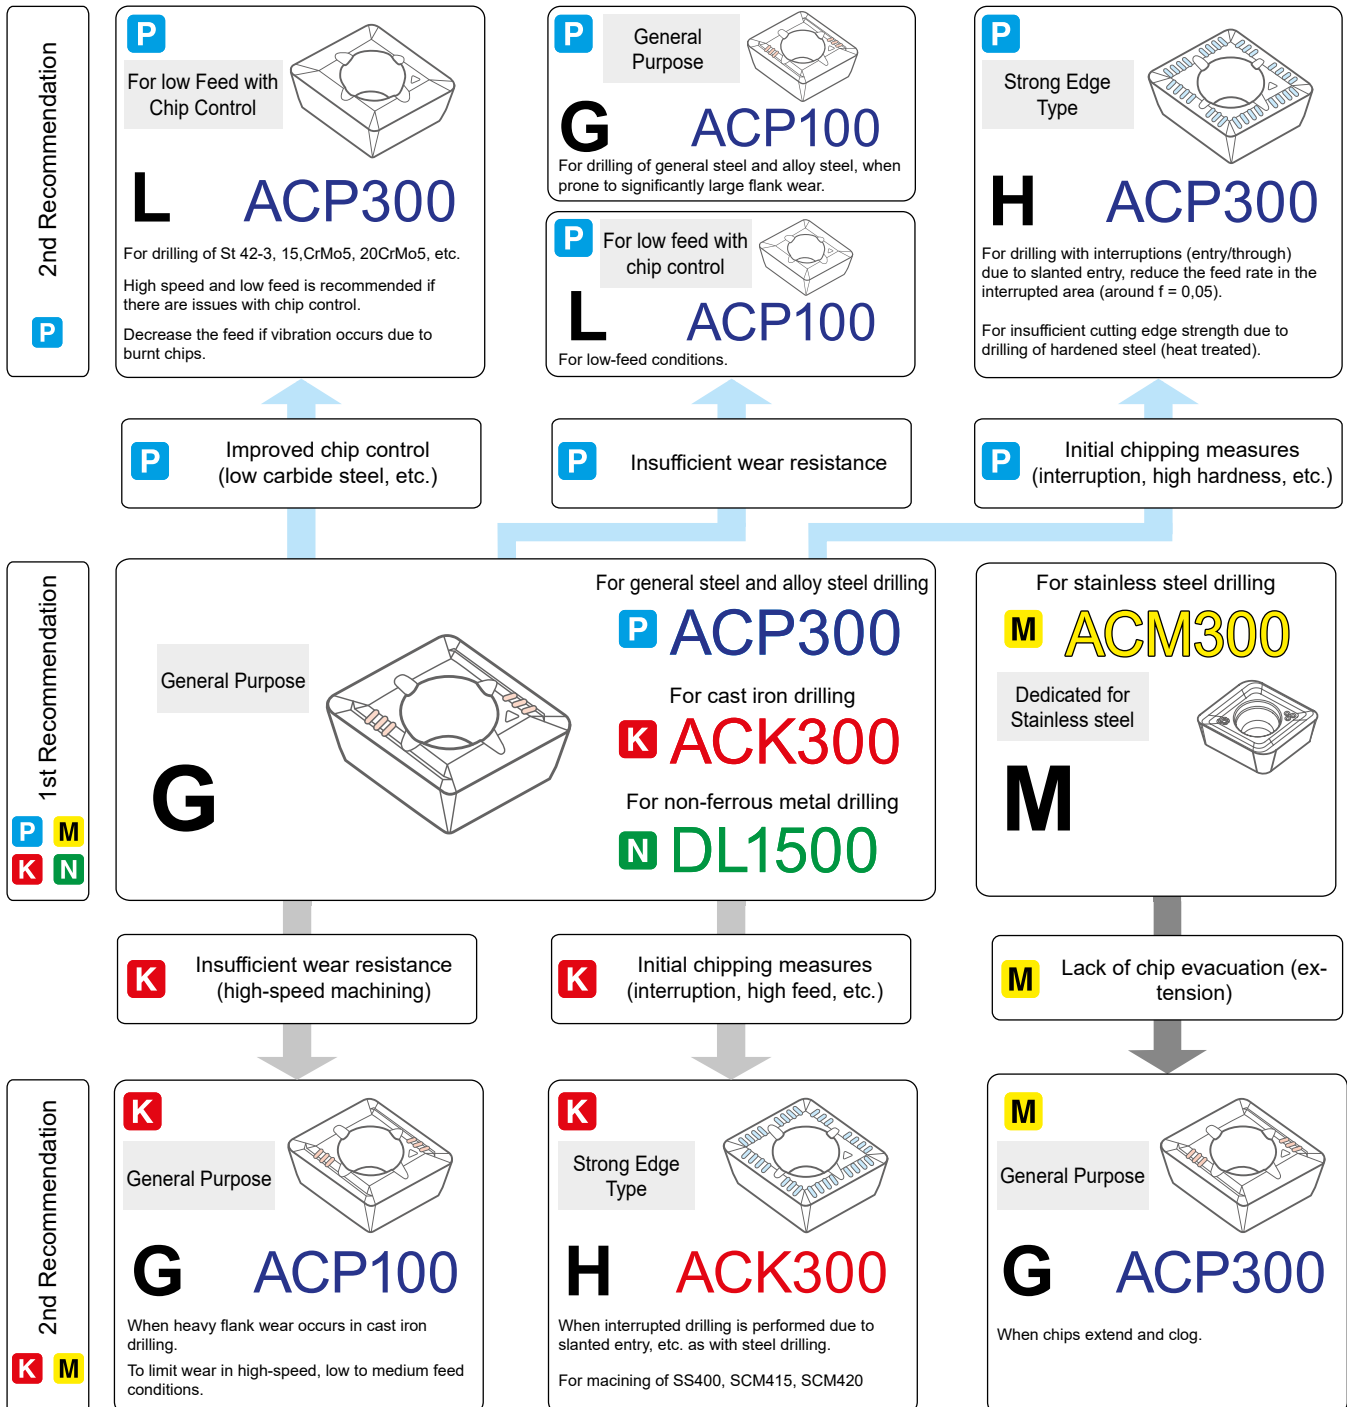 2nd Recommendation
P
P
For low Feed with
Chip Control
L ACP300
For drilling of St 42-3, 15,CrMo5, 20CrMo5, etc.
High speed and low feed is recommended if
there are issues with chip control.
Decrease the feed if vibration occurs due to
burnt chips.
P
General
Purpose
G ACP100
For drilling of general steel and alloy steel, when
prone to significantly large flank wear.
P
For low feed with
chip control
L ACP100
For low-feed conditions.
P
Strong Edge
Type
H ACP300
For drilling with interruptions (entry/through)
due to slanted entry, reduce the feed rate in the
interrupted area (around f = 0,05).
For insufficient cutting edge strength due to
drilling of hardened steel (heat treated).
P
Improved chip control
(low carbide steel, etc.)
P
Insufficient wear resistance
P
Initial chipping measures
(interruption, high hardness, etc.)
1st Recommendation
P M
K N
General Purpose
G
For general steel and alloy steel drilling
P ACP300
For cast iron drilling
K ACK300
For non-ferrous metal drilling
N DL1500
For stainless steel drilling
M ACM300
Dedicated for
Stainless steel
M
K
Insufficient wear resistance
(high-speed machining)
K
Initial chipping measures
(interruption, high feed, etc.)
M
Lack of chip evacuation (ex-
tension)
2nd Recommendation
K M
K
General Purpose
G ACP100
When heavy flank wear occurs in cast iron
drilling.
To limit wear in high-speed, low to medium feed
conditions.
K
Strong Edge
Type
H ACK300
When interrupted drilling is performed due to
slanted entry, etc. as with steel drilling.
For macining of SS400, SCM415, SCM420
M
General Purpose
G ACP300
When chips extend and clog.